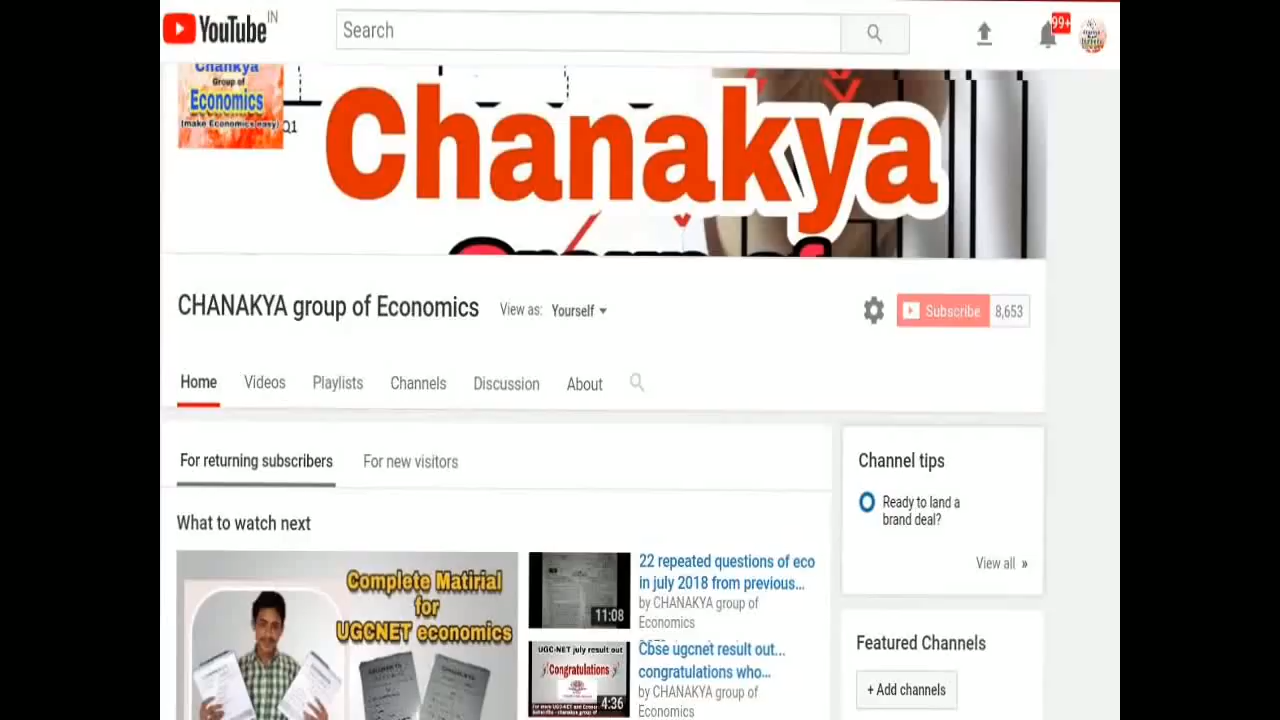 YouTube IN
Search
99+
Chankya
Group of
Economics
(make Economics easy)
Q1
Chanakya
Group of
CHANAKYA group of Economics
View as: Yourself
Subscribe 8,653
Home Videos Playlists Channels Discussion About
For returning subscribers For new visitors
What to watch next
Complete Matirial
for
UGCNET economics
22 repeated questions of eco
in july 2018 from previous...
by CHANAKYA group of
Economics
11:08
Cbse ugcnet result out...
congratulations who...
by CHANAKYA group of
Economics
UGC-NET july result out
Congratulations
4:36
Channel tips
Ready to land a
brand deal?
View all »
Featured Channels
+ Add channels